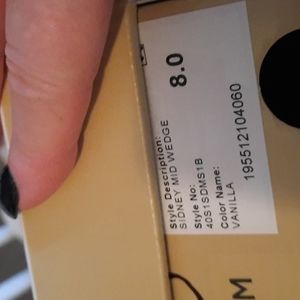 Style Description:
SIDNEY MID WEDGE
8.0
Style No:
40S1SDMS1B
Color Name:
VANILLA
195512104060
M